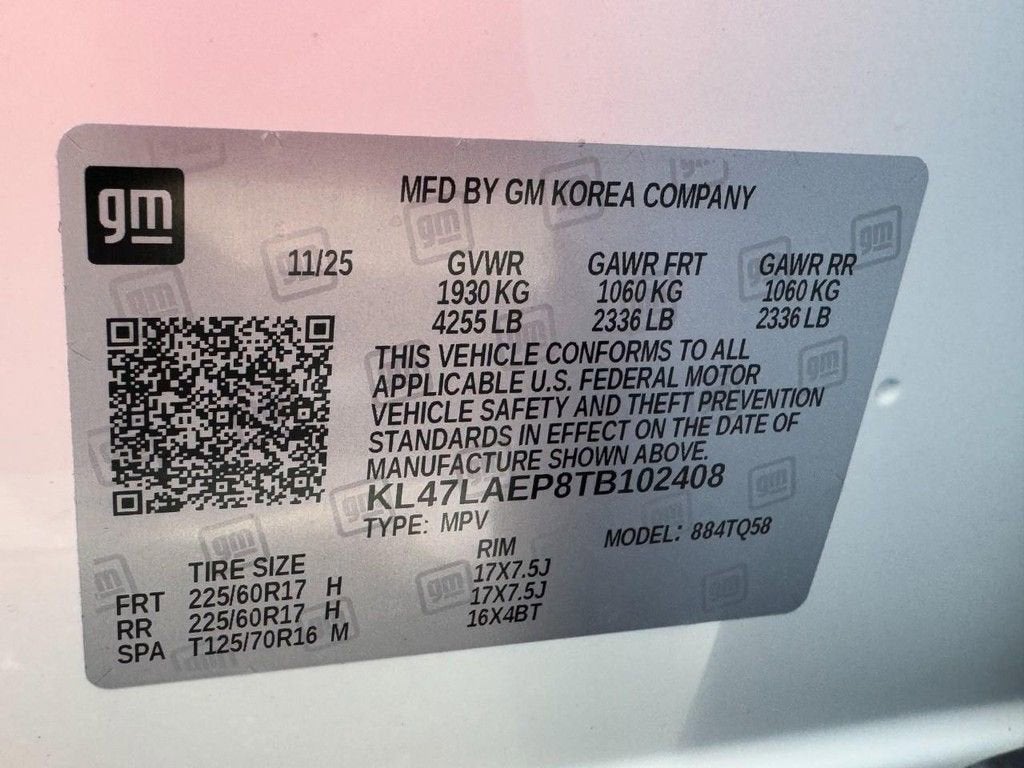 gm
MFD BY GM KOREA COMPANY
11/25 GVWR GAWR FRT GAWR RR
1930 KG 1060 KG 1060 KG
4255 LB 2336 LB 2336 LB
THIS VEHICLE CONFORMS TO ALL
APPLICABLE U.S. FEDERAL MOTOR
VEHICLE SAFETY AND THEFT PREVENTION
STANDARDS IN EFFECT ON THE DATE OF
MANUFACTURE SHOWN ABOVE.
KL47LAEP8TB102408
TYPE: MPV MODEL: 884TQ58
TIRE SIZE RIM
FRT 225/60R17 H 17X7.5J
RR 225/60R17 H 17X7.5J
SPA T125/70R16 M 16X4BT